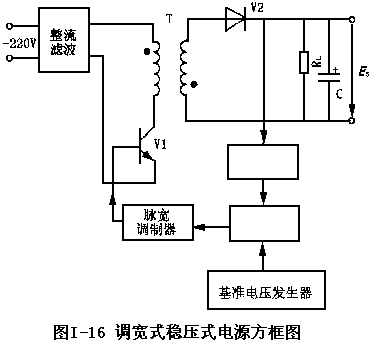 T
V2
整流
滤波
~220V
RL
+
C
Es
V1
脉宽
调制器
基准电压发生器
图I-16 调宽式稳压式电源方框图